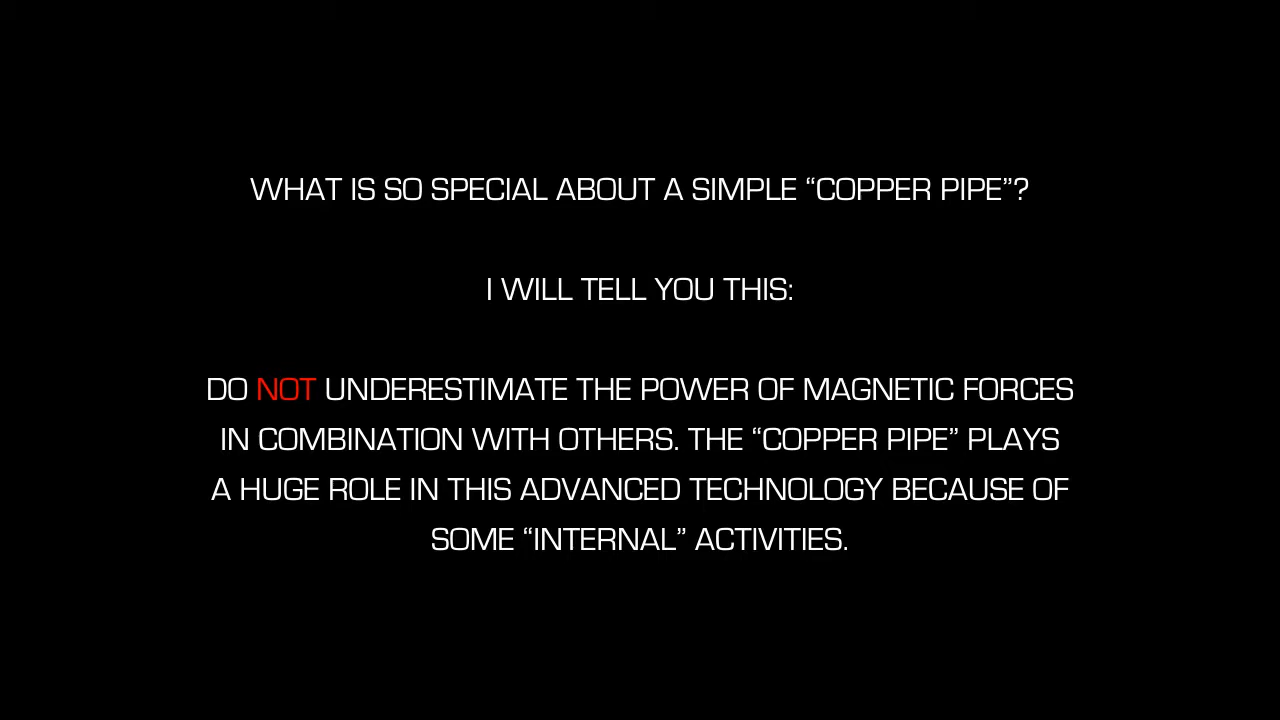 WHAT IS SO SPECIAL ABOUT A SIMPLE “COPPER PIPE”?
I WILL TELL YOU THIS:
DO NOT UNDERESTIMATE THE POWER OF MAGNETIC FORCES
IN COMBINATION WITH OTHERS. THE “COPPER PIPE” PLAYS
A HUGE ROLE IN THIS ADVANCED TECHNOLOGY BECAUSE OF
SOME “INTERNAL” ACTIVITIES.